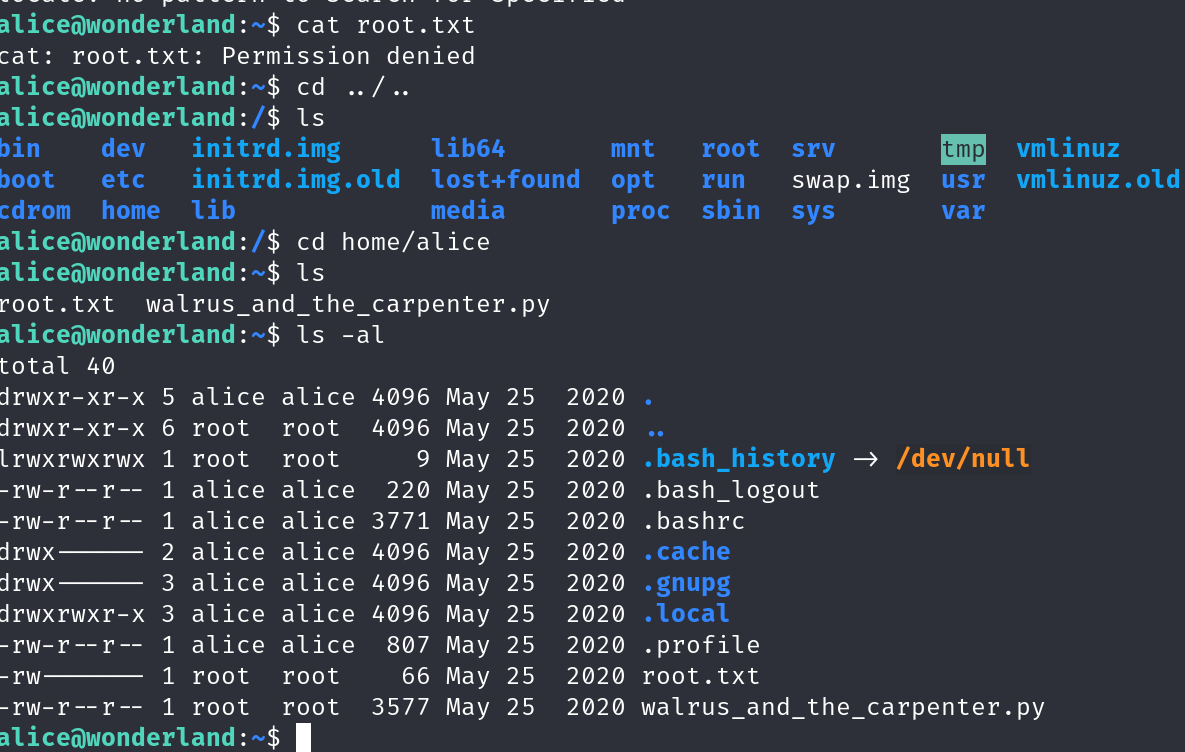 locate: no pattern to search for specified
alice@wonderland:~$ cat root.txt
cat: root.txt: Permission denied
alice@wonderland:~$ cd ../..
alice@wonderland:/$ ls
bin dev initrd.img lib64 mnt root srv tmp vmlinuz
boot etc initrd.img.old lost+found opt run swap.img usr vmlinuz.old
cdrom home lib media proc sbin sys var
alice@wonderland:/$ cd home/alice
alice@wonderland:~$ ls
root.txt walrus_and_the_carpenter.py
alice@wonderland:~$ ls -al
total 40
drwxr-xr-x 5 alice alice 4096 May 25 2020 .
drwxr-xr-x 6 root root 4096 May 25 2020 ..
lrwxrwxrwx 1 root root 9 May 25 2020 .bash_history -> /dev/null
-rw-r--r-- 1 alice alice 220 May 25 2020 .bash_logout
-rw-r--r-- 1 alice alice 3771 May 25 2020 .bashrc
drwx------ 2 alice alice 4096 May 25 2020 .cache
drwx------ 3 alice alice 4096 May 25 2020 .gnupg
drwxrwxr-x 3 alice alice 4096 May 25 2020 .local
-rw-r--r-- 1 alice alice 807 May 25 2020 .profile
-rw------- 1 root root 66 May 25 2020 root.txt
-rw-r--r-- 1 root root 3577 May 25 2020 walrus_and_the_carpenter.py
alice@wonderland:~$